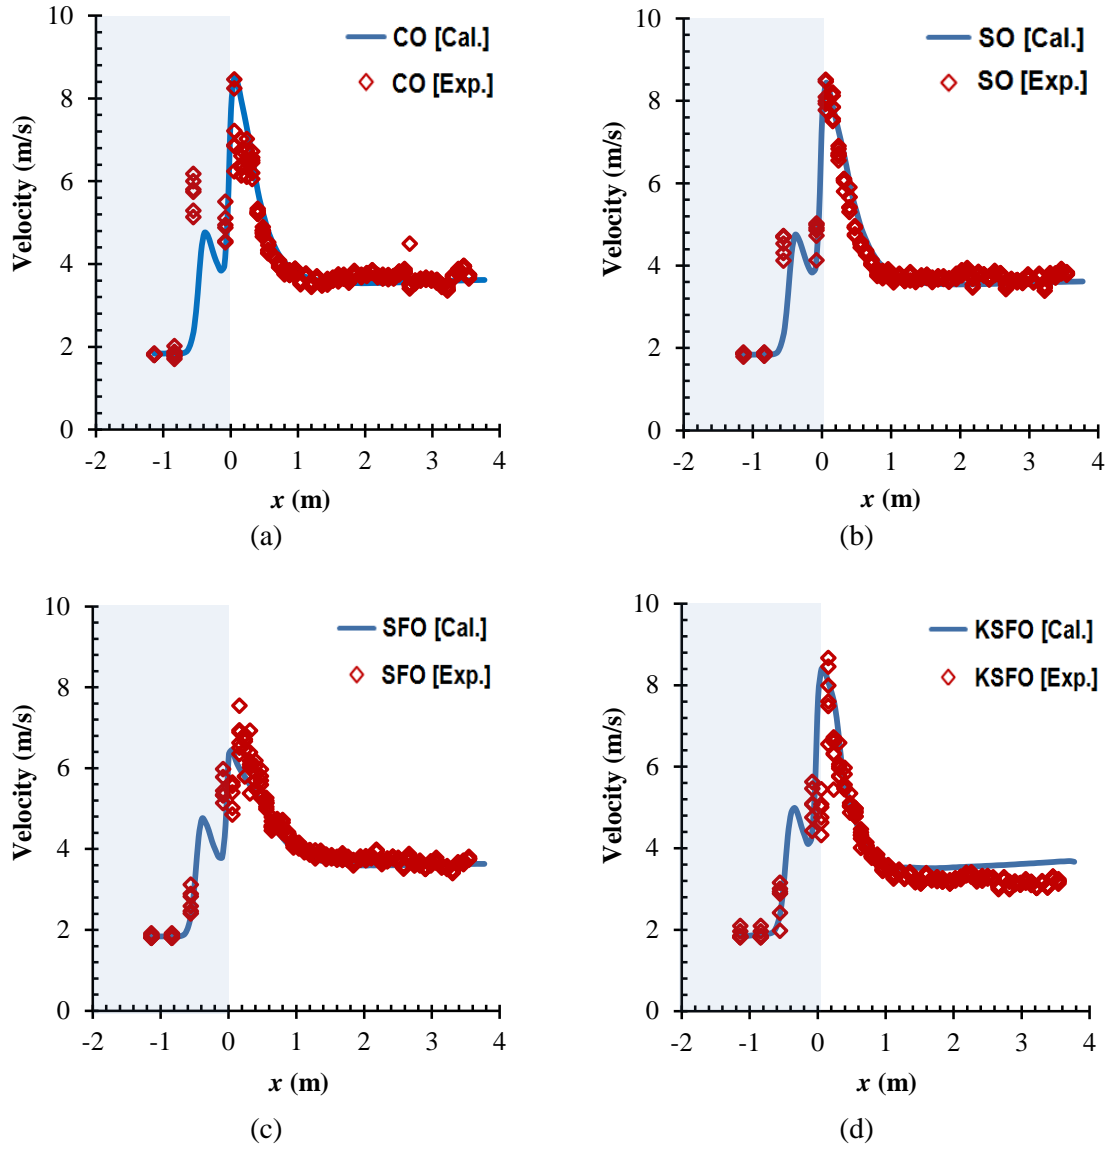 10
8
6
4
2
0
-2 -1 0 1 2 3 4
Velocity (m/s)
x (m)
CO [Cal.]
CO [Exp.]
(a)
10
8
6
4
2
0
-2 -1 0 1 2 3 4
Velocity (m/s)
x (m)
SO [Cal.]
SO [Exp.]
(b)
10
8
6
4
2
0
-2 -1 0 1 2 3 4
Velocity (m/s)
x (m)
SFO [Cal.]
SFO [Exp.]
(c)
10
8
6
4
2
0
-2 -1 0 1 2 3 4
Velocity (m/s)
x (m)
KSFO [Cal.]
KSFO [Exp.]
(d)